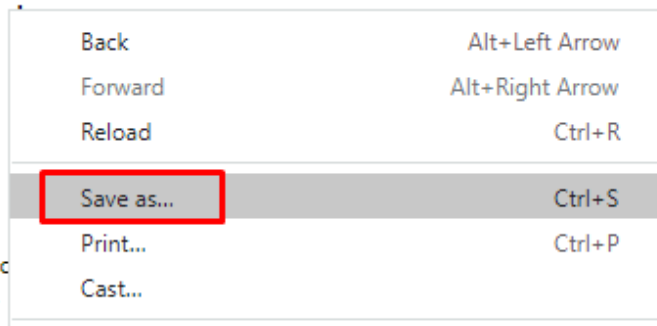 Back Alt+Left Arrow
Forward Alt+Right Arrow
Reload Ctrl+R
Save as... Ctrl+S
Print... Ctrl+P
Cast...